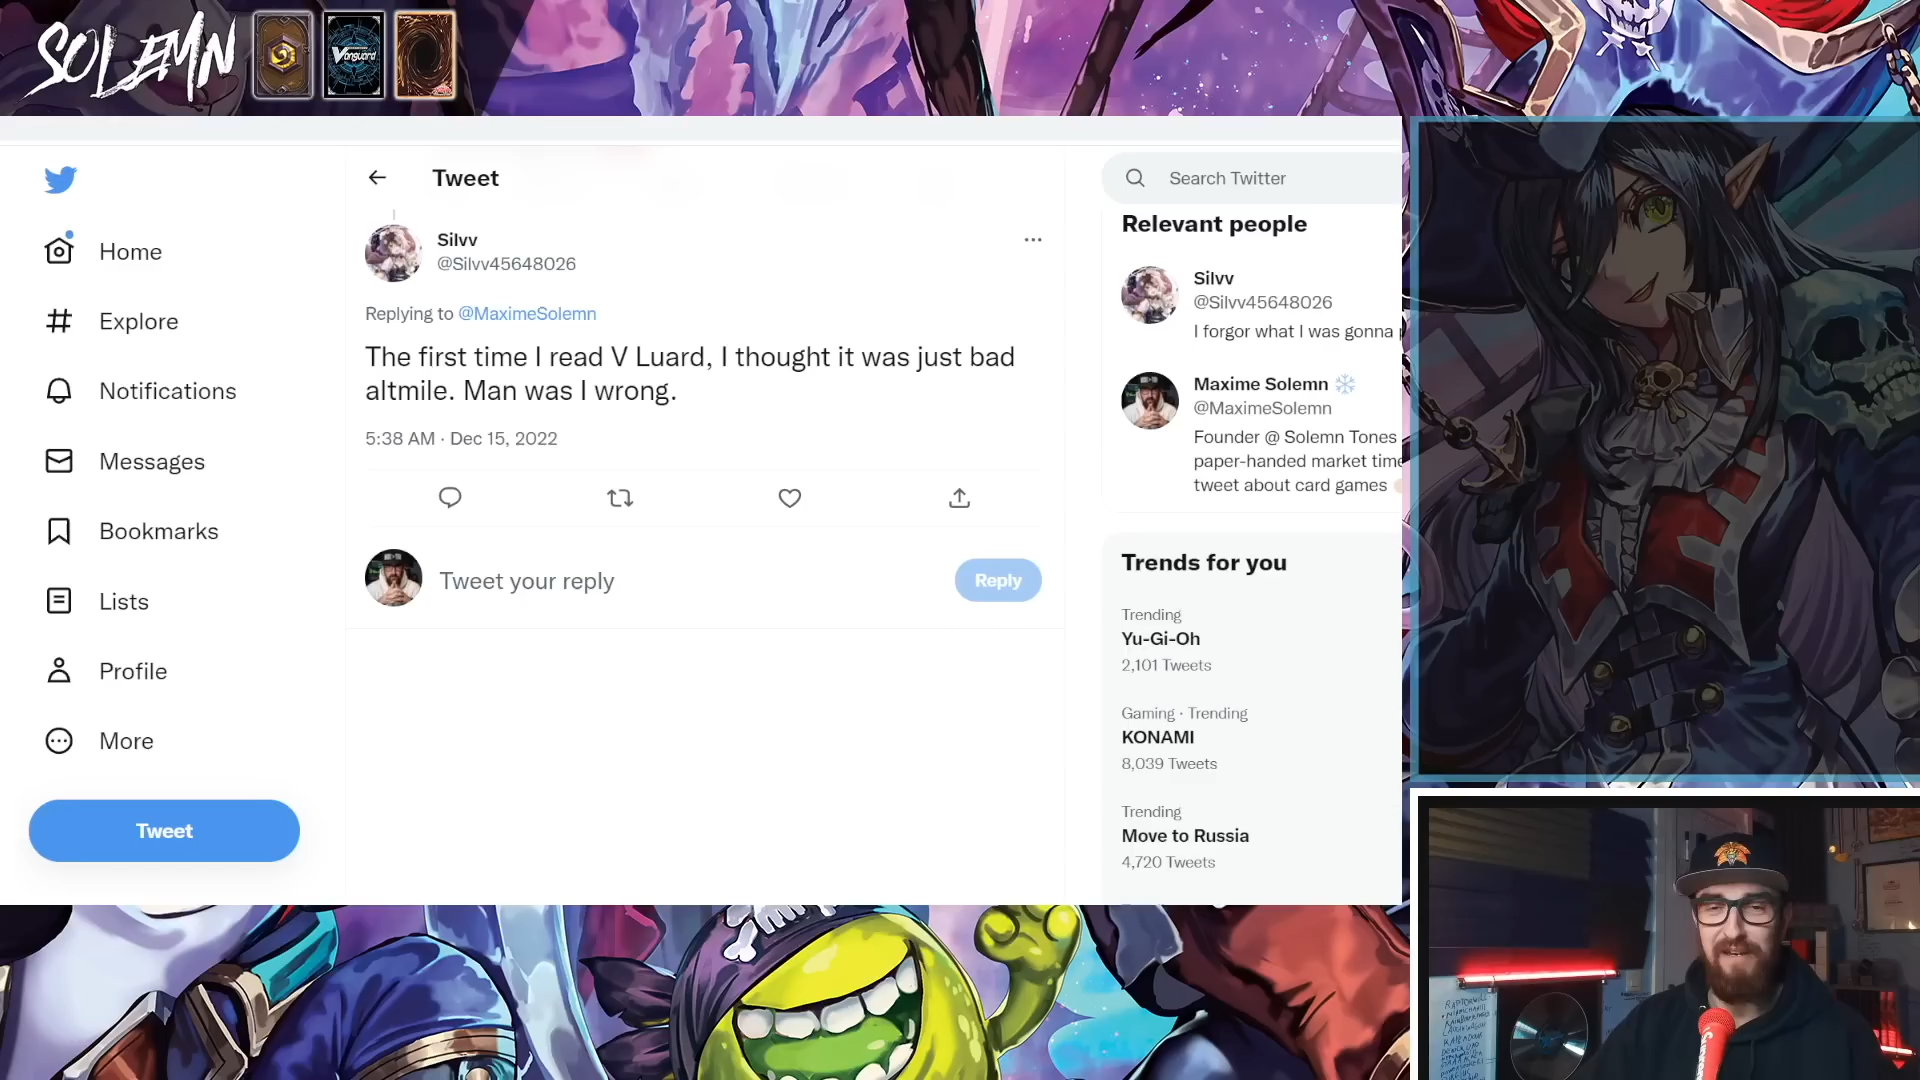 SOLEMN
Vanguard
Tweet
Search Twitter
Home
Explore
Notifications
Messages
Bookmarks
Lists
Profile
More
Tweet
Silvv
@Silvv45648026
Replying to @MaximeSolemn
The first time I read V Luard, I thought it was just bad
altmile. Man was I wrong.
5:38 AM · Dec 15, 2022
Tweet your reply
Reply
Relevant people
Silvv
@Silvv45648026
I forgor what I was gonna
Maxime Solemn
@MaximeSolemn
Founder @ Solemn Tones
paper-handed market time
tweet about card games
Trends for you
Trending
Yu-Gi-Oh
2,101 Tweets
Gaming · Trending
KONAMI
8,039 Tweets
Trending
Move to Russia
4,720 Tweets